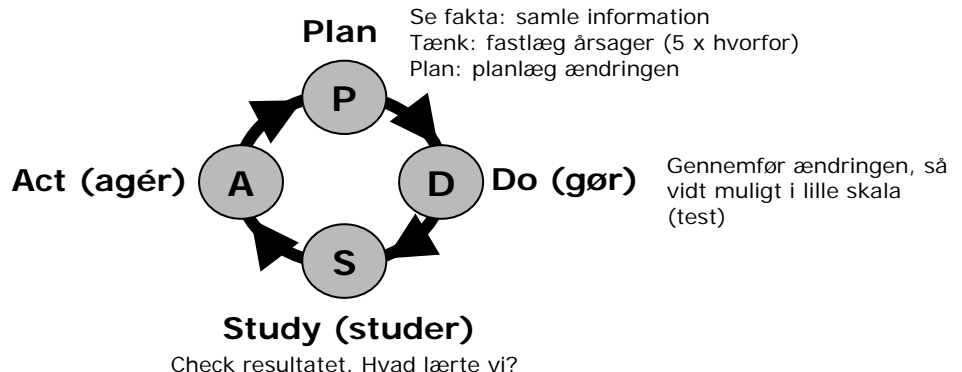 Plan
Se fakta: samle information
Tænk: fastlæg årsager (5 x hvorfor)
Plan: planlæg ændringen
P
Act (agér)
A
D
Do (gør)
Gennemfør ændringen, så
vidt muligt i lille skala
(test)
S
Study (studer)
Check resultatet. Hvad lærte vi?